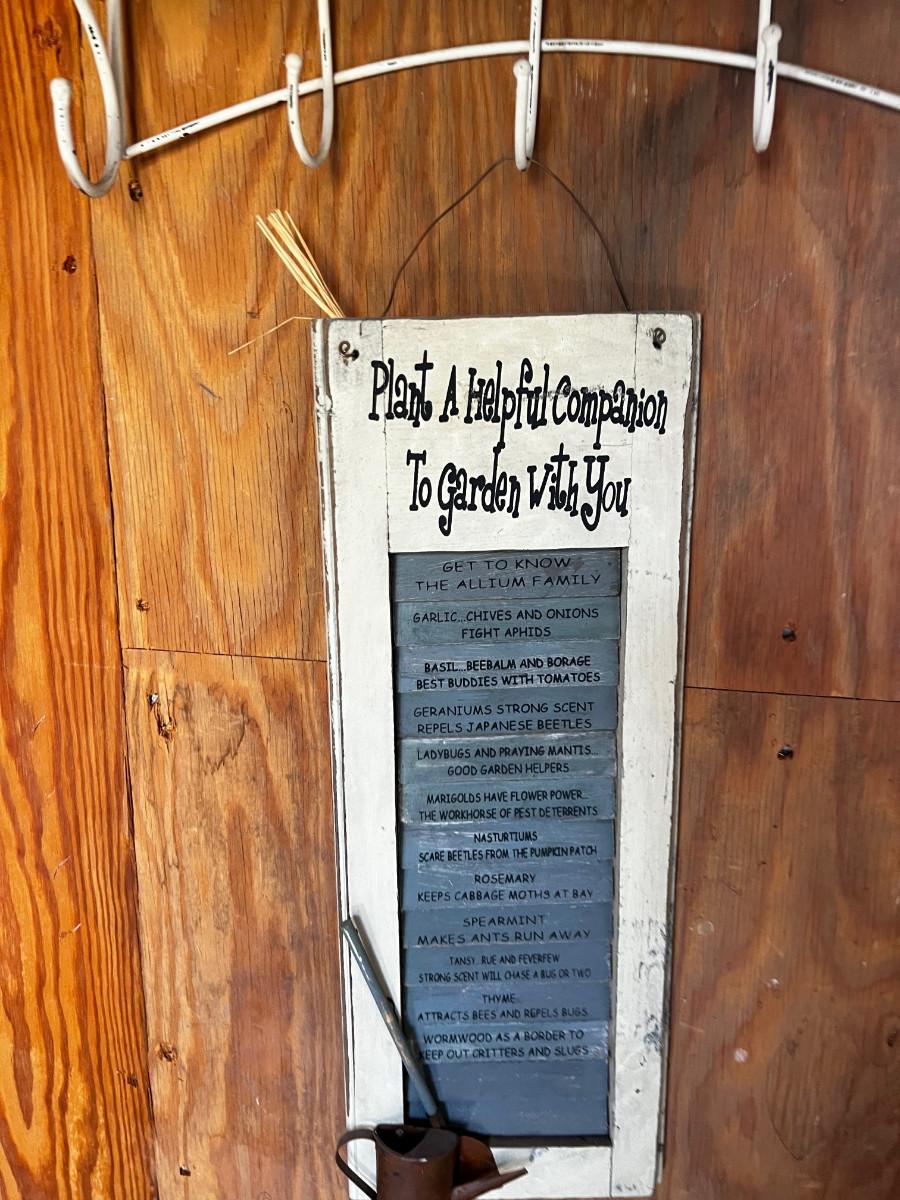 Plant A Helpful Companion
To Garden With You
GET TO KNOW
THE ALLIUM FAMILY
GARLIC...CHIVES AND ONIONS
FIGHT APHIDS
BASIL...BEEBALM AND BORAGE
BEST BUDDIES WITH TOMATOES
GERANIUMS STRONG SCENT
REPELS JAPANESE BEETLES
LADYBUGS AND PRAYING MANTIS...
GOOD GARDEN HELPERS
MARIGOLDS HAVE FLOWER POWER...
THE WORKHORSE OF PEST DETERRENTS
NASTURTIUMS
SCARE BEETLES FROM THE PUMPKIN PATCH
ROSEMARY
KEEPS CABBAGE MOTHS AT BAY
SPEARMINT
MAKES ANTS RUN AWAY
TANSY...RUE AND FEVERFEW
STRONG SCENT WILL CHASE A BUG OR TWO
THYME...
ATTRACTS BEES AND REPELS BUGS
WORMWOOD AS A BORDER TO
KEEP OUT CRITTERS AND SLUGS